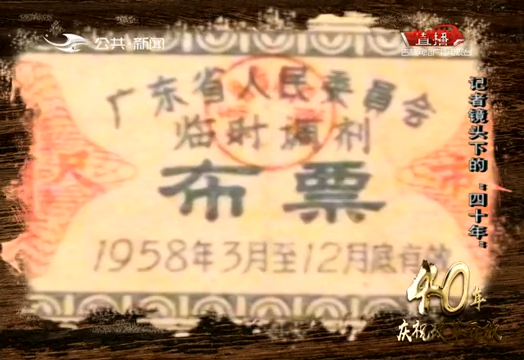 公共·新闻
直播
广东省人民委员会
临时调剂
布票
1958年3月至12月底有效
记者镜头下的“四十年”
40年
庆祝